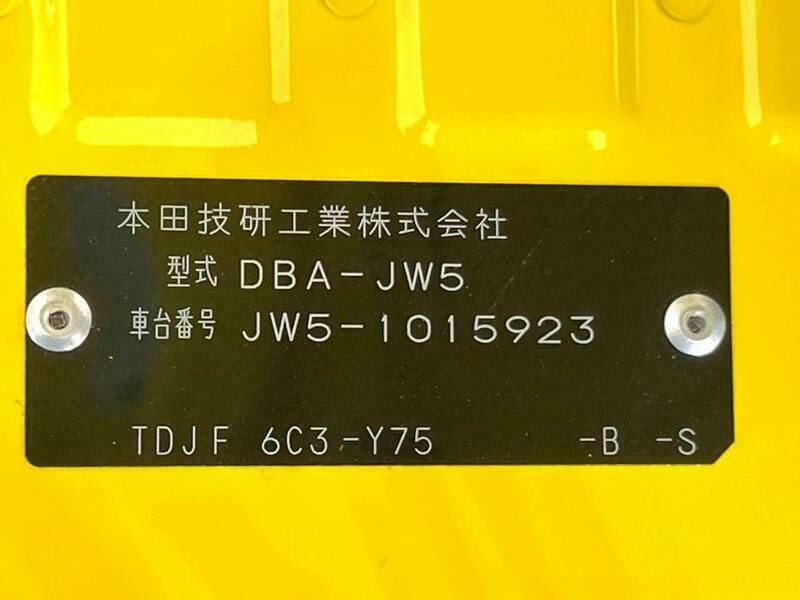 本田技研工業株式会社
型式 DBA-JW5
車台番号 JW5-1015923
TDJF 6C3-Y75 -B -S